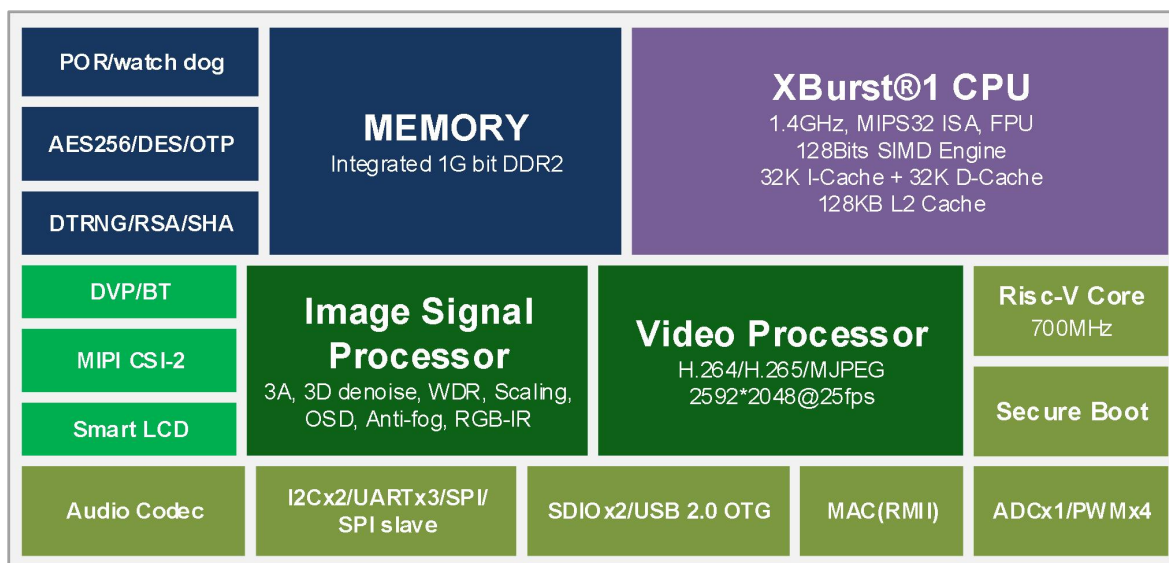 POR/watch dog
AES256/DES/OTP
DTRNG/RSA/SHA
MEMORY
Integrated 1G bit DDR2
XBurst®1 CPU
1.4GHz, MIPS32 ISA, FPU
128Bits SIMD Engine
32K I-Cache + 32K D-Cache
128KB L2 Cache
DVP/BT
MIPI CSI-2
Smart LCD
Image Signal
Processor
3A, 3D denoise, WDR, Scaling,
OSD, Anti-fog, RGB-IR
Video Processor
H.264/H.265/MJPEG
2592*2048@25fps
Risc-V Core
700MHz
Secure Boot
Audio Codec
I2Cx2/UARTx3/SPI/
SPI slave
SDIOx2/USB 2.0 OTG
MAC(RMII)
ADCx1/PWMx4